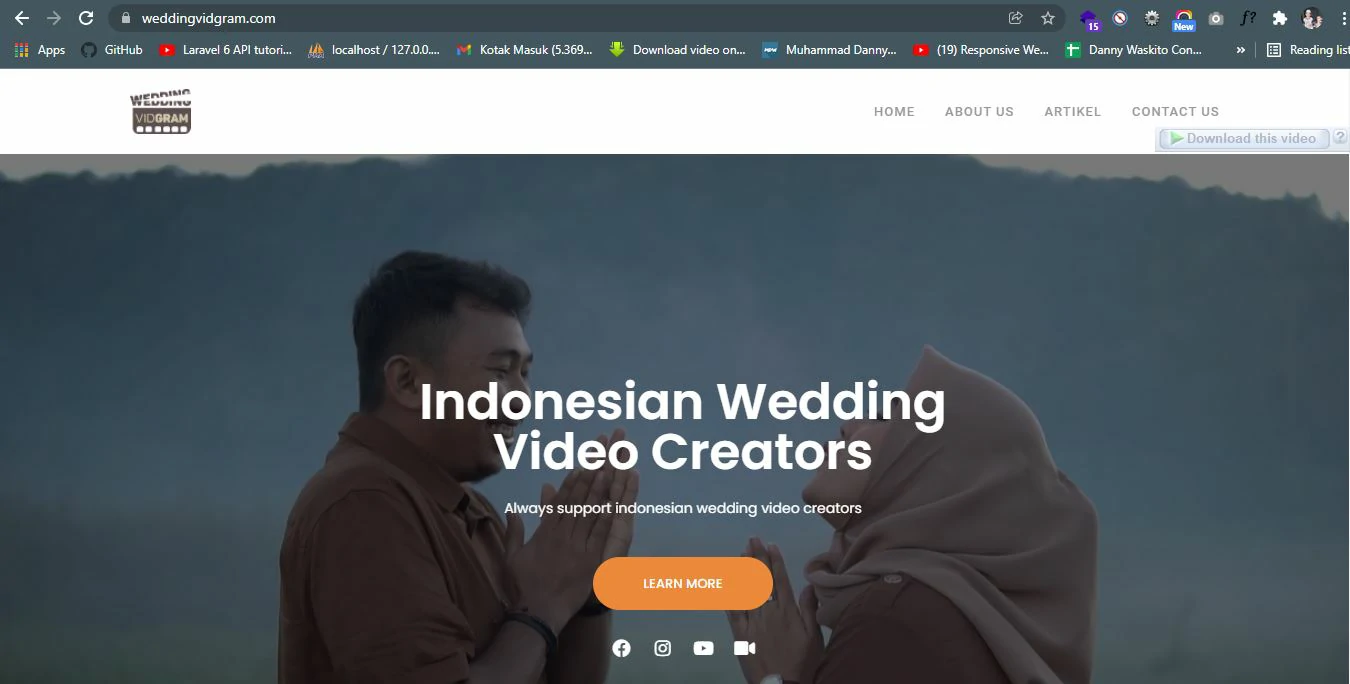 weddingvidgram.com
15
New
f?
Apps
GitHub
Laravel 6 API tutori...
localhost / 127.0.0....
Kotak Masuk (5.369...
Download video on...
Muhammad Danny...
(19) Responsive We...
Danny Waskito Con...
»
Reading list
WEDDING
VIDGRAM
HOME
ABOUT US
ARTIKEL
CONTACT US
Download this video
?
Indonesian Wedding
Video Creators
Always support indonesian wedding video creators
LEARN MORE